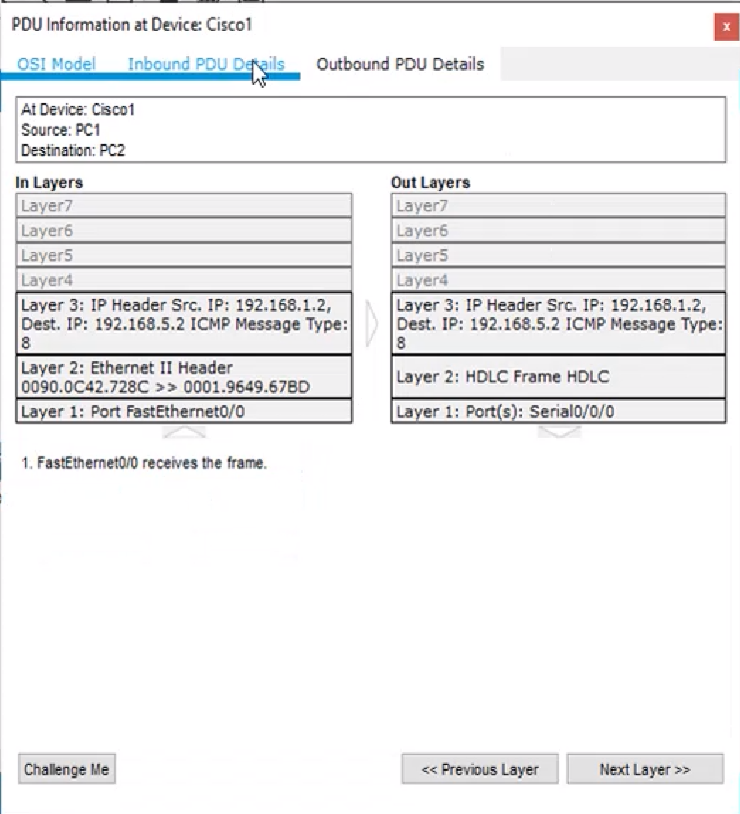 PDU Information at Device: Cisco1
x
OSI Model Inbound PDU Details Outbound PDU Details
At Device: Cisco1
Source: PC1
Destination: PC2
In Layers
Layer7
Layer6
Layer5
Layer4
Layer 3: IP Header Src. IP: 192.168.1.2,
Dest. IP: 192.168.5.2 ICMP Message Type:
8
Layer 2: Ethernet II Header
0090.0C42.728C >> 0001.9649.67BD
Layer 1: Port FastEthernet0/0
Out Layers
Layer7
Layer6
Layer5
Layer4
Layer 3: IP Header Src. IP: 192.168.1.2,
Dest. IP: 192.168.5.2 ICMP Message Type:
8
Layer 2: HDLC Frame HDLC
Layer 1: Port(s): Serial0/0/0
1. FastEthernet0/0 receives the frame.
Challenge Me
<< Previous Layer
Next Layer >>